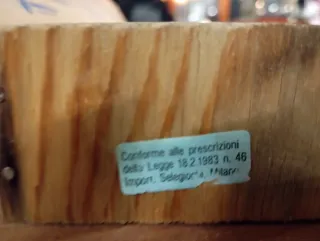 Conforme alle prescrizioni
della Legge 18.2.1983 n. 46
Import. Milano